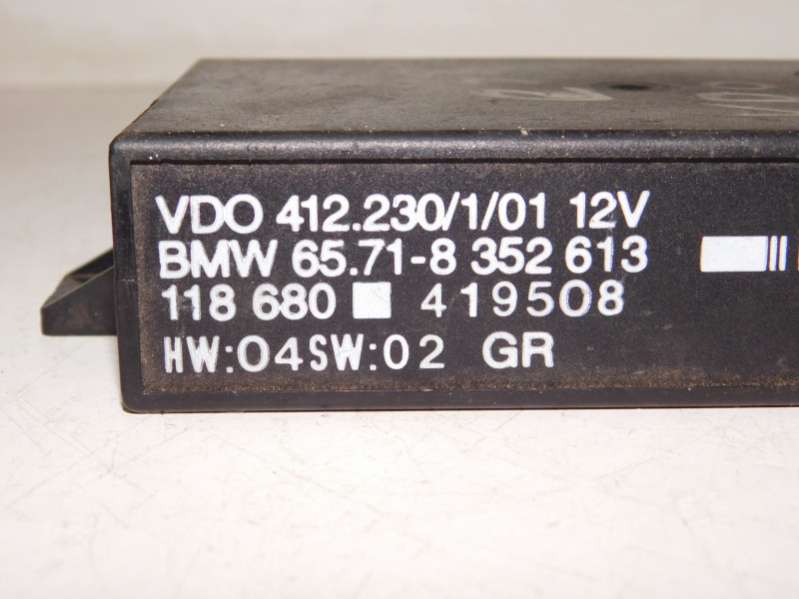 VDO 412.230/1/01 12V
BMW 65.71-8 352 613
118 680 419508
HW:04SW:02 GR